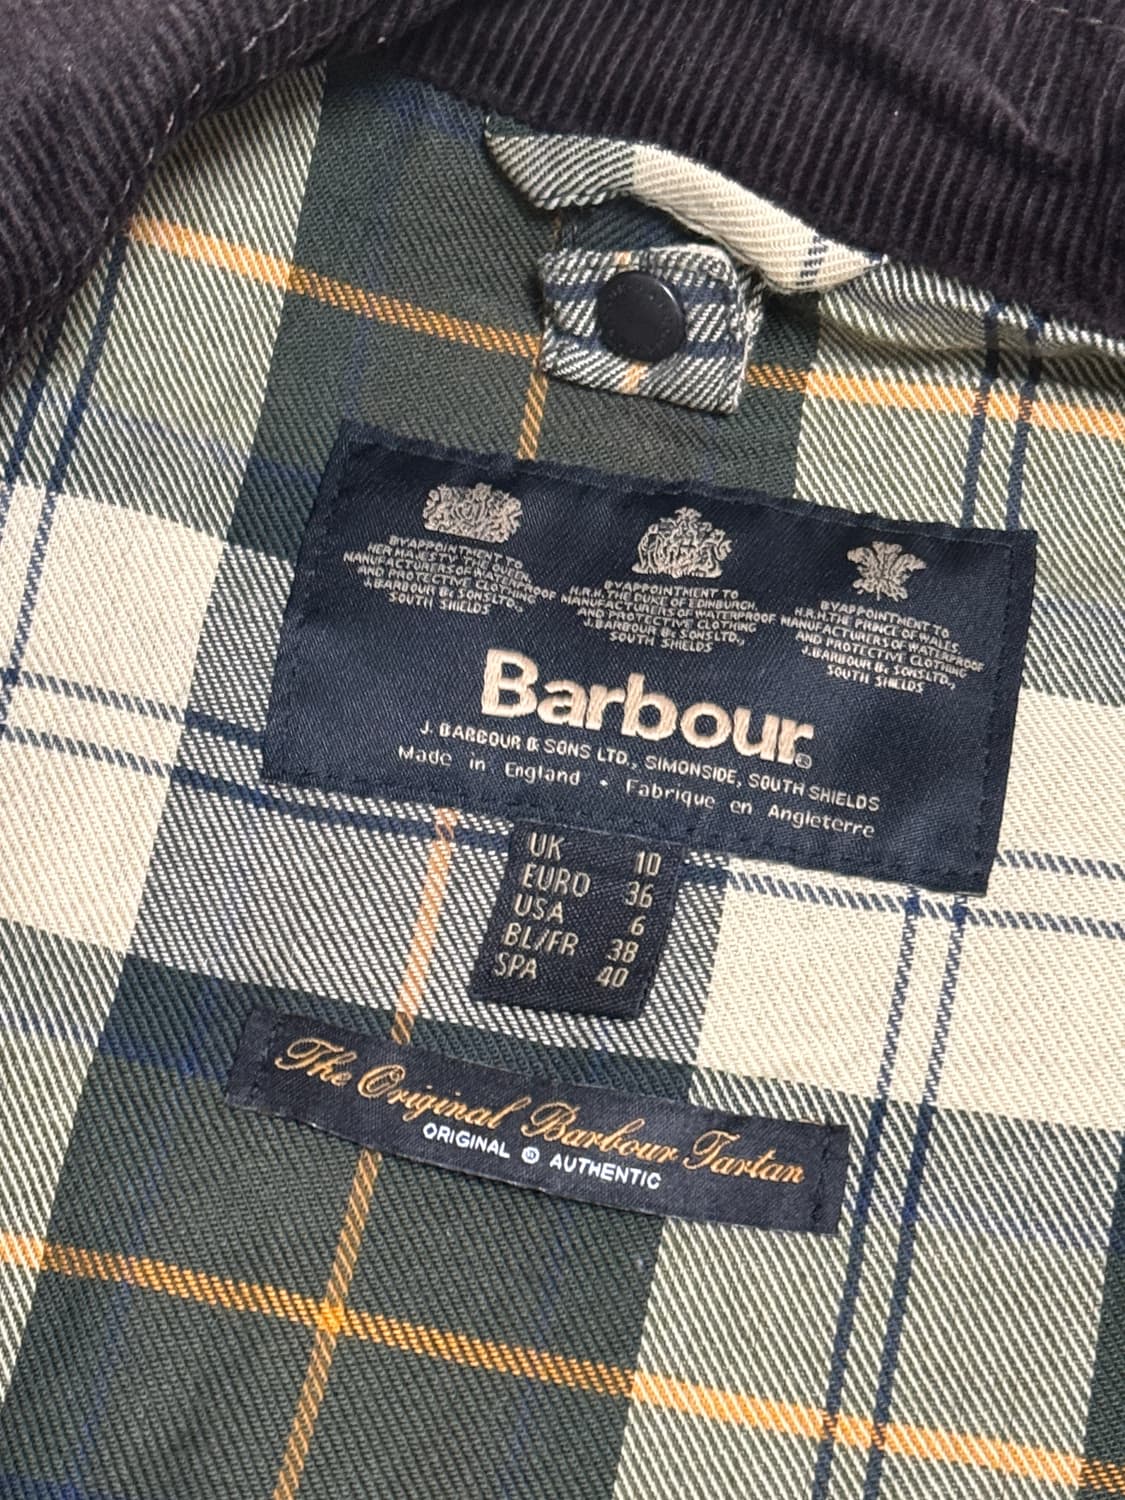 BY APPOINTMENT TO
HER MAJESTY THE QUEEN,
MANUFACTURERS OF WATERPROOF
AND PROTECTIVE CLOTHING
J. BARBOUR & SONS LTD.,
SOUTH SHIELDS
BY APPOINTMENT TO
H.R.H. THE DUKE OF EDINBURGH,
MANUFACTURERS OF WATERPROOF
AND PROTECTIVE CLOTHING
J. BARBOUR & SONS LTD.,
SOUTH SHIELDS
BY APPOINTMENT TO
H.R.H. THE PRINCE OF WALES
MANUFACTURERS OF WATERPROOF
AND PROTECTIVE CLOTHING
J. BARBOUR & SONS LTD.,
SOUTH SHIELDS
Barbour®
J. BARBOUR & SONS LTD., SIMONSIDE, SOUTH SHIELDS
Made in England • Fabrique en Angleterre
UK 10
EURO 36
USA 6
BL/FR 38
SPA 40
The Original Barbour Tartan
ORIGINAL AUTHENTIC